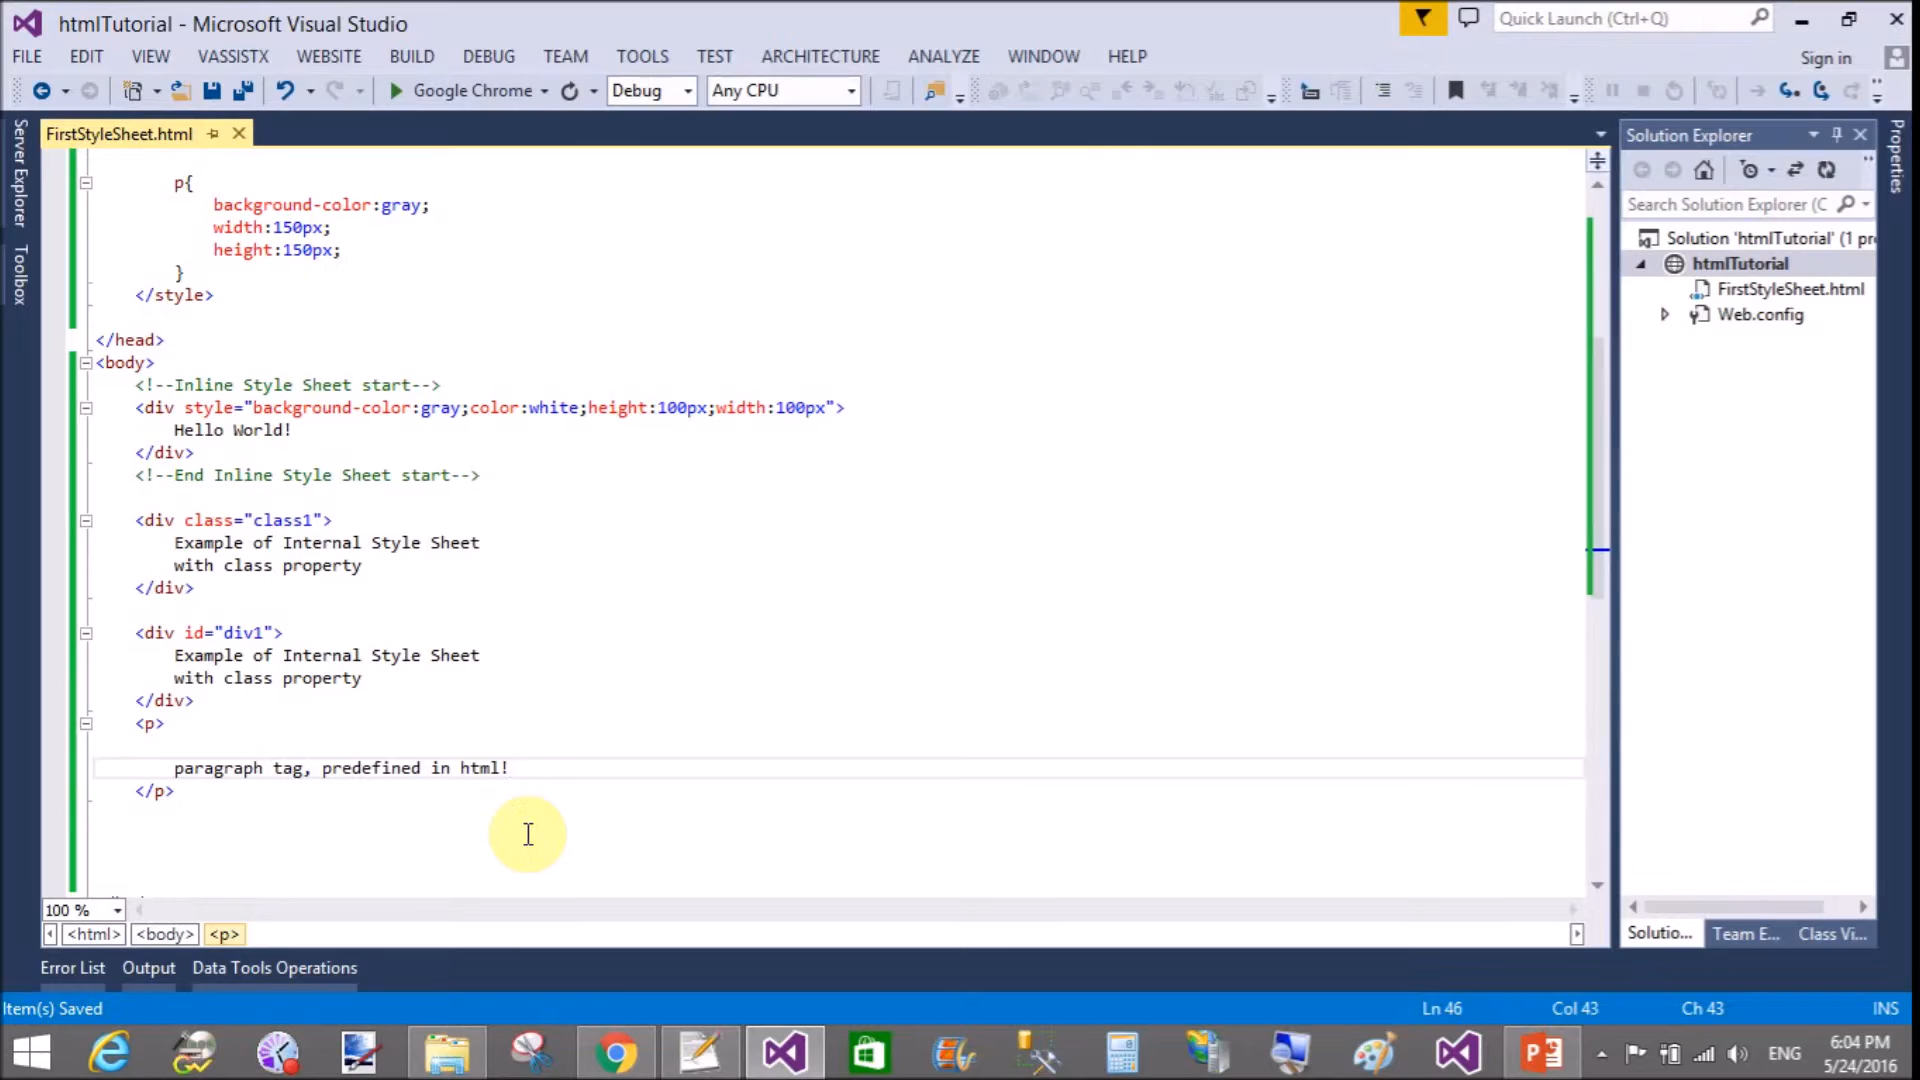 htmlTutorial - Microsoft Visual Studio
Quick Launch (Ctrl+Q)
FILE EDIT VIEW VASSISTX WEBSITE BUILD DEBUG TEAM TOOLS TEST ARCHITECTURE ANALYZE WINDOW HELP
Sign in
Google Chrome Debug Any CPU
Server Explorer
Toolbox
FirstStyleSheet.html
p{
background-color:gray;
width:150px;
height:150px;
}
</style>
</head>
<body>
<!--Inline Style Sheet start-->
<div style="background-color:gray;color:white;height:100px;width:100px">
Hello World!
</div>
<!--End Inline Style Sheet start-->
<div class="class1">
Example of Internal Style Sheet
with class property
</div>
<div id="div1">
Example of Internal Style Sheet
with class property
</div>
<p>
paragraph tag, predefined in html!
</p>
100 %
<html> <body> <p>
Solution Explorer
Search Solution Explorer (C
Solution 'htmlTutorial' (1 pr
htmlTutorial
FirstStyleSheet.html
Web.config
Solutio... Team E... Class Vi...
Properties
Error List Output Data Tools Operations
Item(s) Saved
Ln 46 Col 43 Ch 43 INS
ENG
6:04 PM
5/24/2016